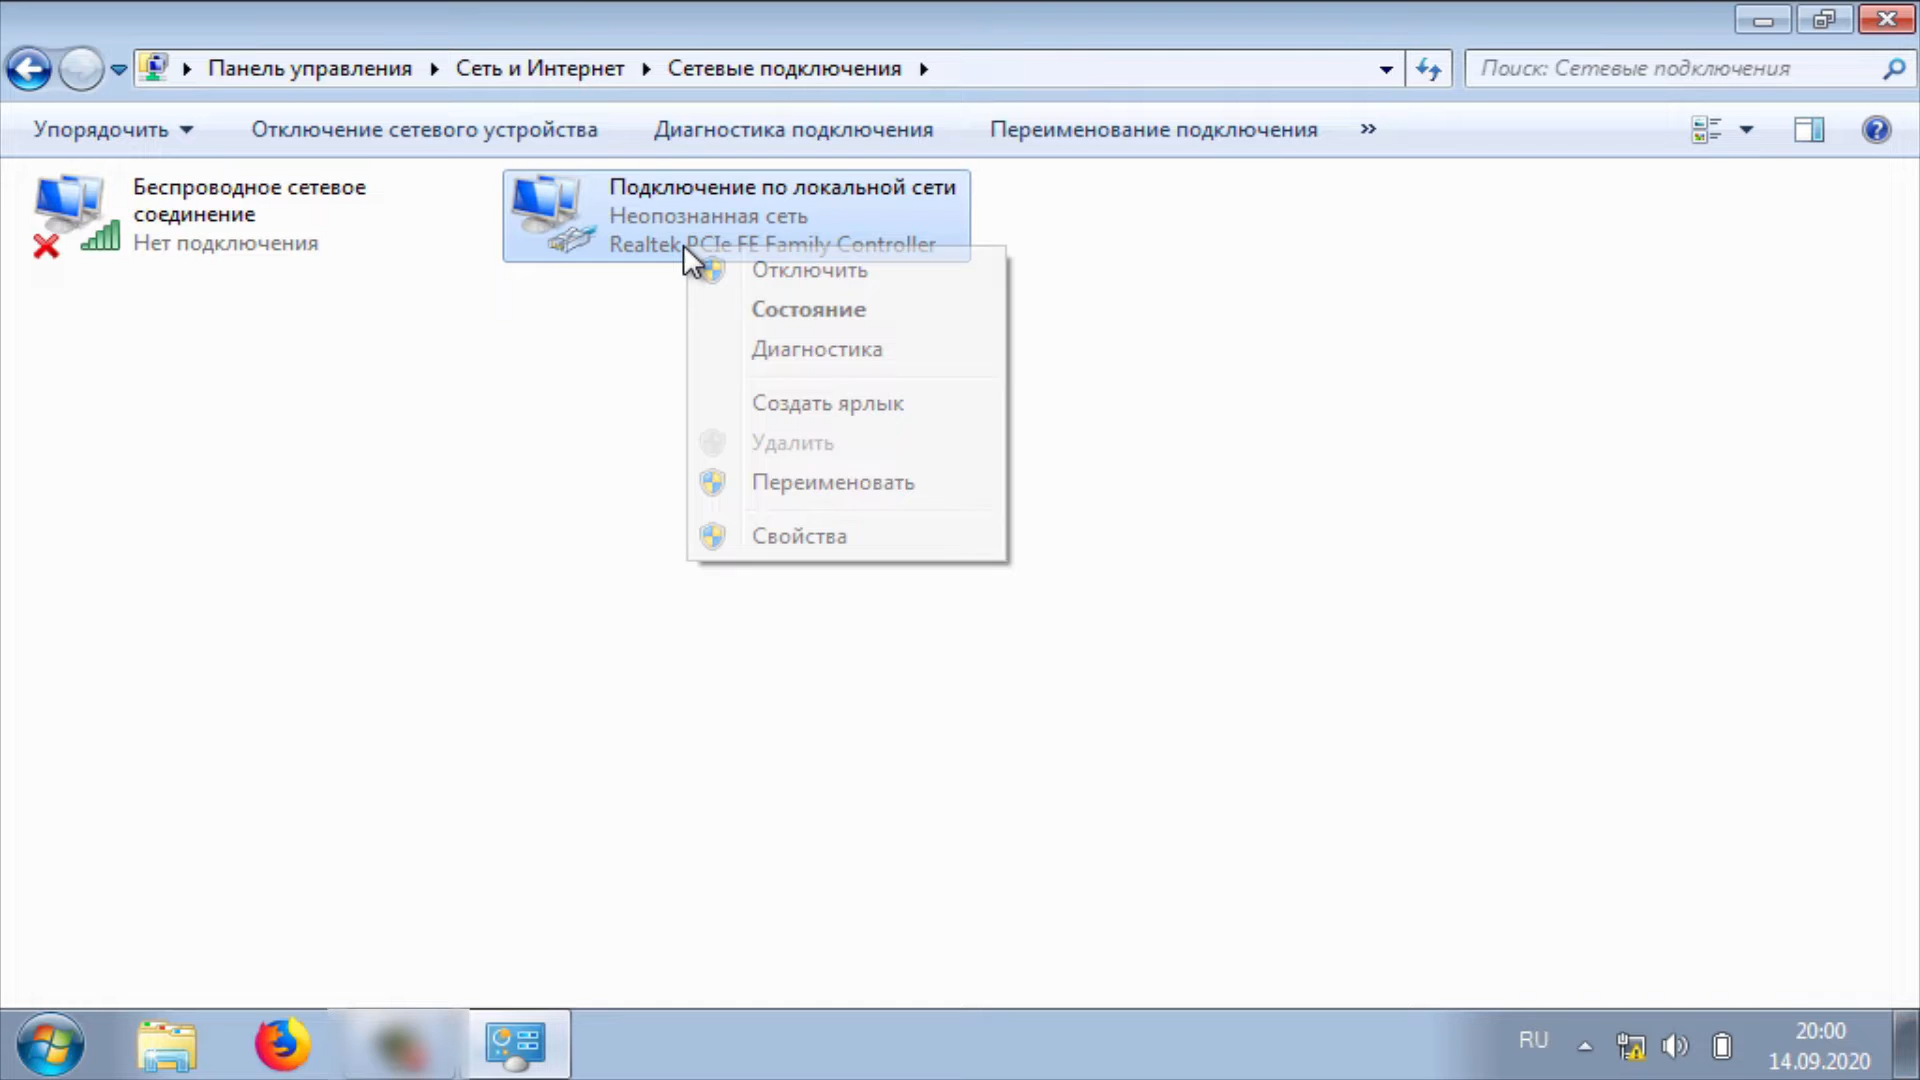 Панель управления
Сеть и Интернет
Сетевые подключения
Поиск: Сетевые подключения
Упорядочить
Отключение сетевого устройства
Диагностика подключения
Переименование подключения
»
Беспроводное сетевое
соединение
Нет подключения
Подключение по локальной сети
Неопознанная сеть
Realtek PCIe FE Family Controller
Отключить
Состояние
Диагностика
Создать ярлык
Удалить
Переименовать
Свойства
RU
20:00
14.09.2020